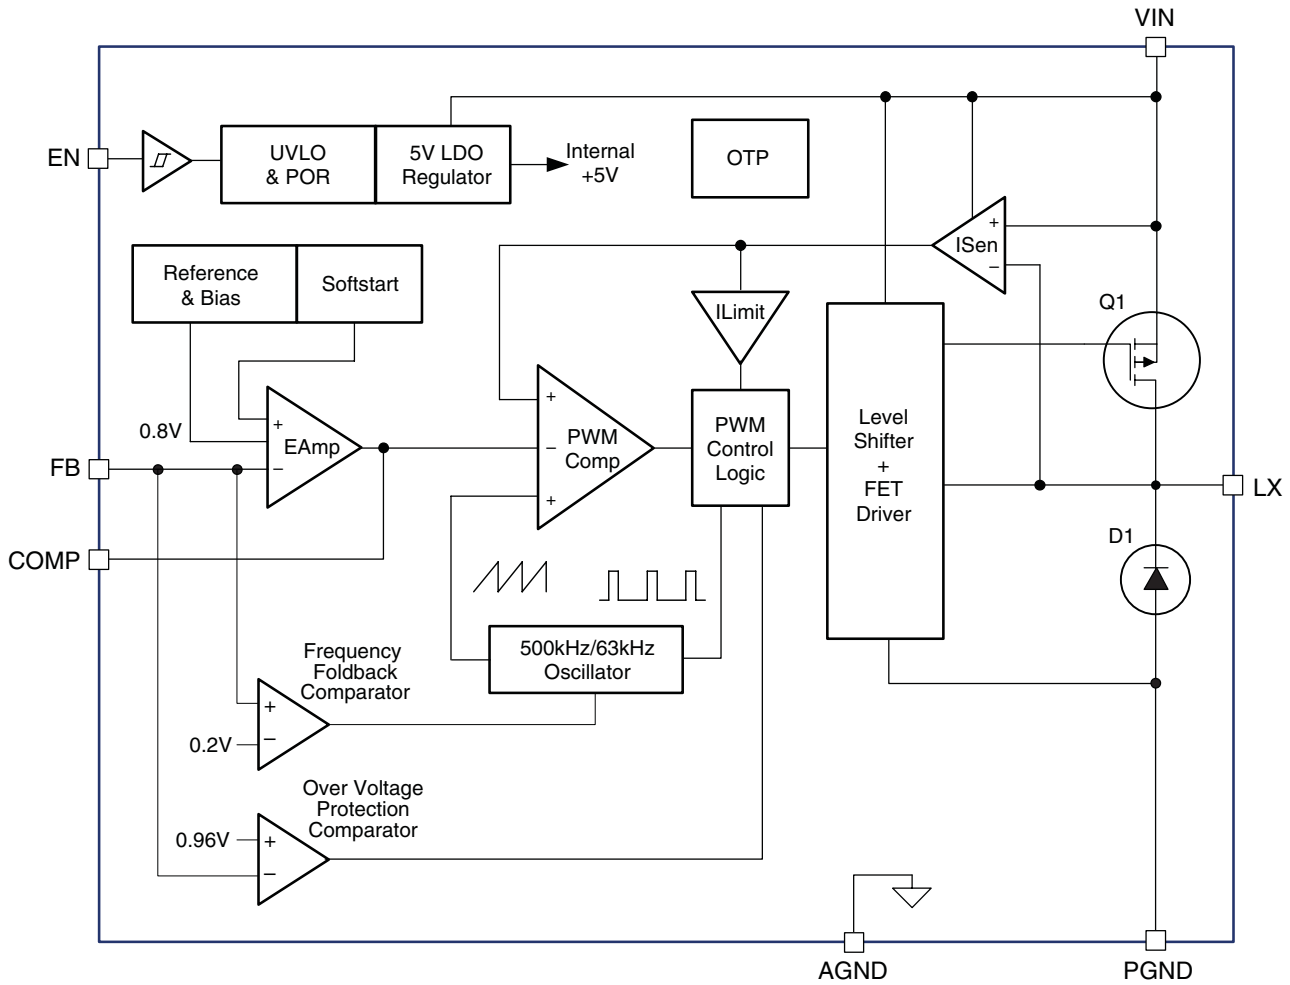 VIN
EN
UVLO
& POR
5V LDO
Regulator
Internal
+5V
OTP
Reference
& Bias
Softstart
+
ISen
−
ILimit
Q1
0.8V
+
EAmp
−
FB
+
−
PWM
Comp
+
PWM
Control
Logic
Level
Shifter
+
FET
Driver
LX
COMP
D1
500kHz/63kHz
Oscillator
Frequency
Foldback
Comparator
+
0.2V
−
Over Voltage
Protection
Comparator
0.96V
+
−
AGND
PGND